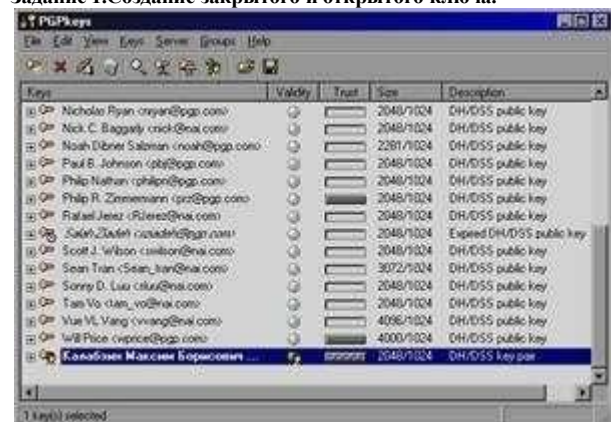 Задание 1.Создание закрытого и открытого ключа.
PGPkeys
File Edit View Keys Server Groups Help
Keys Validity Trust Size Description
Nicholas Ryan <nryan@pgp.com> 2048/1024 DH/DSS public key
Nick C. Baggarly <nick@nai.com> 2048/1024 DH/DSS public key
Noah Dibner Salzman <noah@pgp.com> 2281/1024 DH/DSS public key
Paul B. Johnson <pbj@pgp.com> 2048/1024 DH/DSS public key
Philip Nathan <philipn@pgp.com> 2048/1024 DH/DSS public key
Philip R. Zimmermann <prz@pgp.com> 2048/1024 DH/DSS public key
Rafael Jerez <RJerez@nai.com> 2048/1024 DH/DSS public key
Saleh Zladeh 2048/1024 Expired DH/DSS public key
Scott J. Wilson <swilson@nai.com> 2048/1024 DH/DSS public key
Sean Tran <Sean_tran@nai.com> 3072/1024 DH/DSS public key
Sonny D. Luu <sluu@nai.com> 2048/1024 DH/DSS public key
Tam Vo <tam_vo@nai.com> 2048/1024 DH/DSS public key
Vue VL Vang <vwang@nai.com> 4096/1024 DH/DSS public key
Will Price <wprice@pgp.com> 4000/1024 DH/DSS public key
Калабзин Максим Борисович ... 2048/1024 DH/DSS key pair
1 key(s) selected